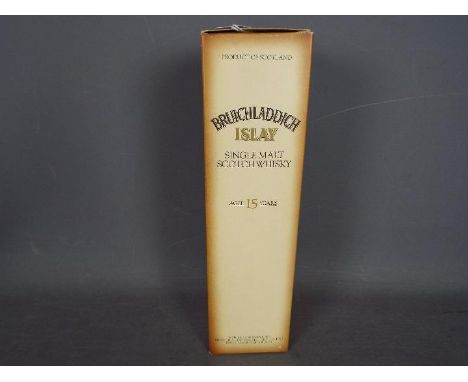 PRODUCT OF SCOTLAND
BRUICHLADDICH
ISLAY
SINGLE MALT
SCOTCH WHISKY
AGED 15 YEARS